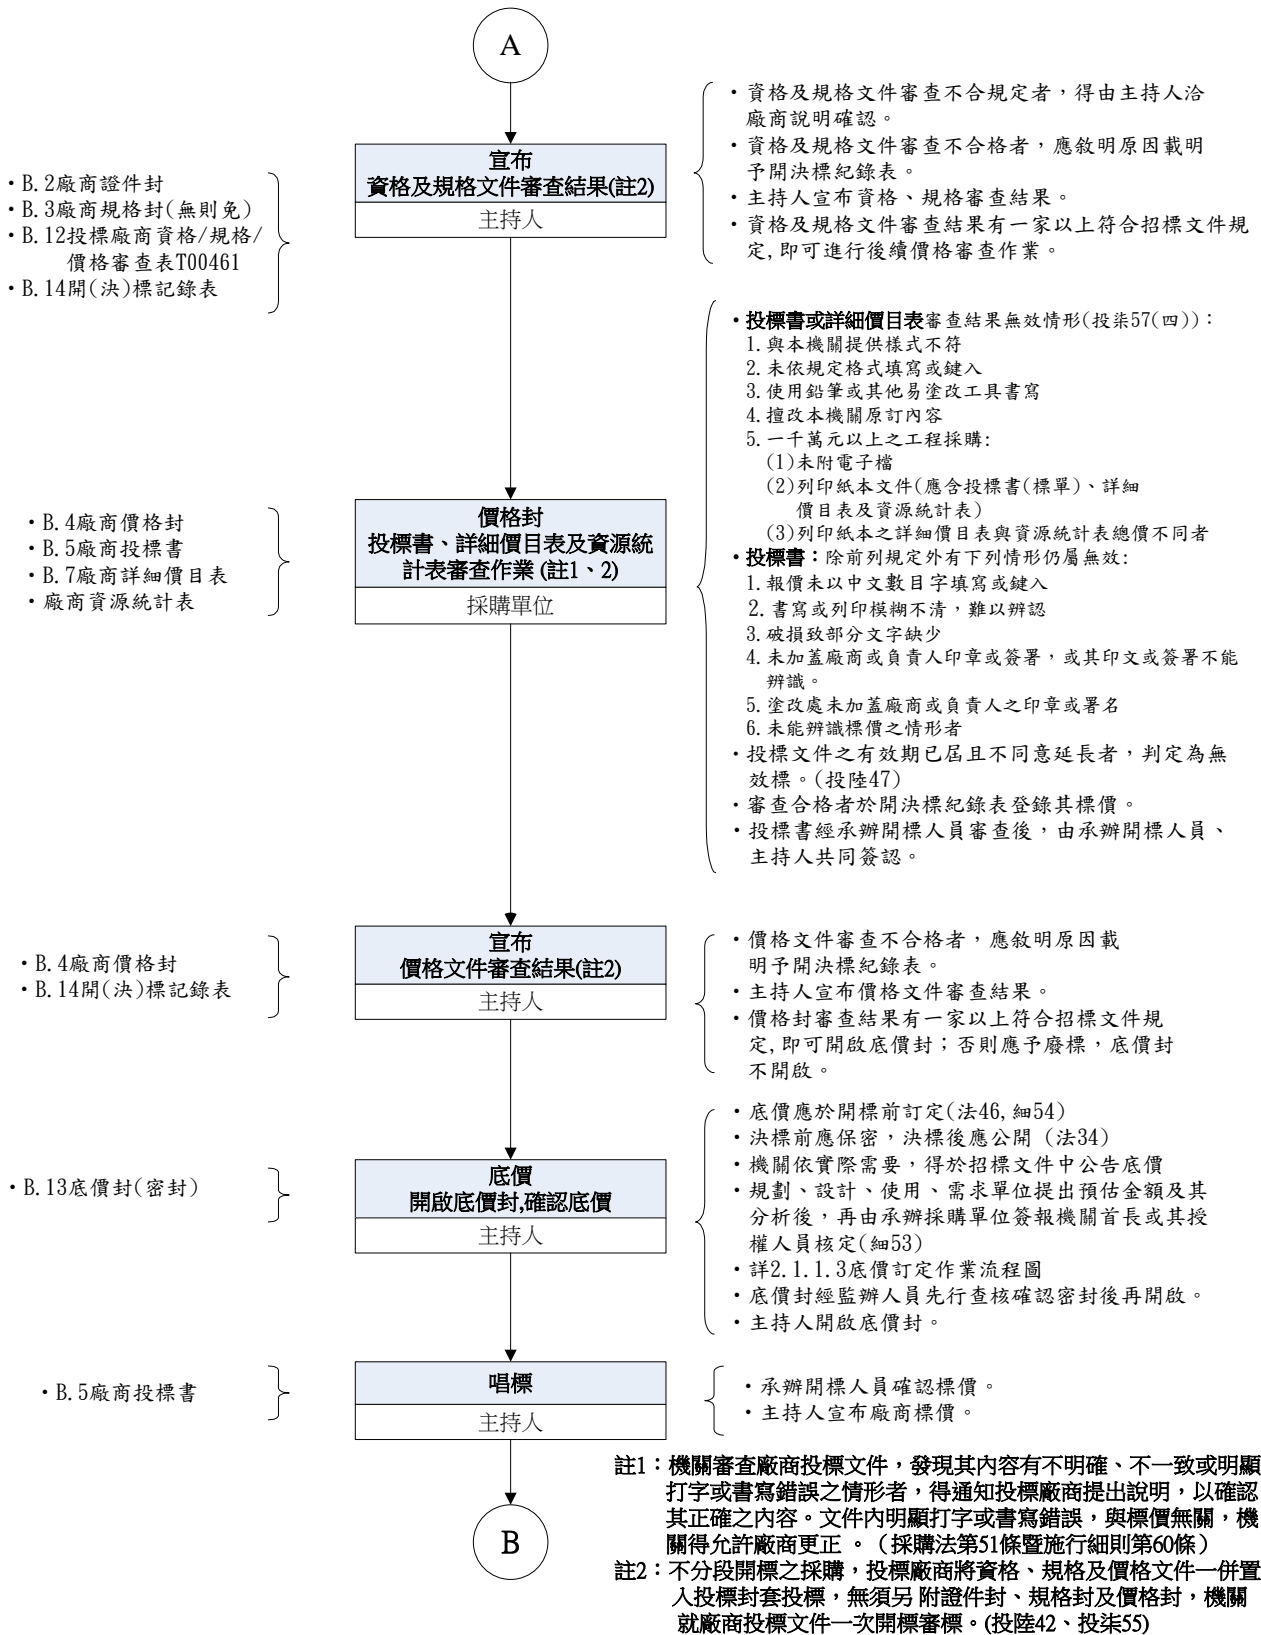 A
宣布
資格及規格文件審查結果(註2)
主持人
・B.2廠商證件封
・B.3廠商規格封(無則免)
・B.12投標廠商資格/規格/
價格審查表T00461
・B.14開(決)標記錄表
・資格及規格文件審查不合規定者，得由主持人洽
廠商說明確認。
・資格及規格文件審查不合格者，應敘明原因載明
予開決標紀錄表。
・主持人宣布資格、規格審查結果。
・資格及規格文件審查結果有一家以上符合招標文件規
定,即可進行後續價格審查作業。
價格封
投標書、詳細價目表及資源統
計表審查作業 (註1、2)
採購單位
・B.4廠商價格封
・B.5廠商投標書
・B.7廠商詳細價目表
・廠商資源統計表
・投標書或詳細價目表審查結果無效情形(投柒57(四))：
1.與本機關提供樣式不符
2.未依規定格式填寫或鍵入
3.使用鉛筆或其他易塗改工具書寫
4.擅改本機關原訂內容
5.一千萬元以上之工程採購:
(1)未附電子檔
(2)列印紙本文件(應含投標書(標單)、詳細
價目表及資源統計表)
(3)列印紙本之詳細價目表與資源統計表總價不同者
・投標書：除前列規定外有下列情形仍屬無效:
1.報價未以中文數目字填寫或鍵入
2.書寫或列印模糊不清，難以辨認
3.破損致部分文字缺少
4.未加蓋廠商或負責人印章或簽署，或其印文或簽署不能
辨識。
5.塗改處未加蓋廠商或負責人之印章或署名
6.未能辨識標價之情形者
・投標文件之有效期已屆且不同意延長者，判定為無
效標。(投陸47)
・審查合格者於開決標紀錄表登錄其標價。
・投標書經承辦開標人員審查後，由承辦開標人員、
主持人共同簽認。
宣布
價格文件審查結果(註2)
主持人
・B.4廠商價格封
・B.14開(決)標記錄表
・價格文件審查不合格者，應敘明原因載
明予開決標紀錄表。
・主持人宣布價格文件審查結果。
・價格封審查結果有一家以上符合招標文件規
定,即可開啟底價封；否則應予廢標，底價封
不開啟。
底價
開啟底價封,確認底價
主持人
・B.13底價封(密封)
・底價應於開標前訂定(法46,細54)
・決標前應保密，決標後應公開 (法34)
・機關依實際需要，得於招標文件中公告底價
・規劃、設計、使用、需求單位提出預估金額及其
分析後，再由承辦採購單位簽報機關首長或其授
權人員核定(細53)
・詳2.1.1.3底價訂定作業流程圖
・底價封經監辦人員先行查核確認密封後再開啟。
・主持人開啟底價封。
唱標
主持人
・B.5廠商投標書
・承辦開標人員確認標價。
・主持人宣布廠商標價。
B
註1：機關審查廠商投標文件，發現其內容有不明確、不一致或明顯
打字或書寫錯誤之情形者，得通知投標廠商提出說明，以確認
其正確之內容。文件內明顯打字或書寫錯誤，與標價無關，機
關得允許廠商更正 。（採購法第51條暨施行細則第60條）
註2：不分段開標之採購，投標廠商將資格、規格及價格文件一併置
入投標封套投標，無須另 附證件封、規格封及價格封，機關
就廠商投標文件一次開標審標。(投陸42、投柒55)